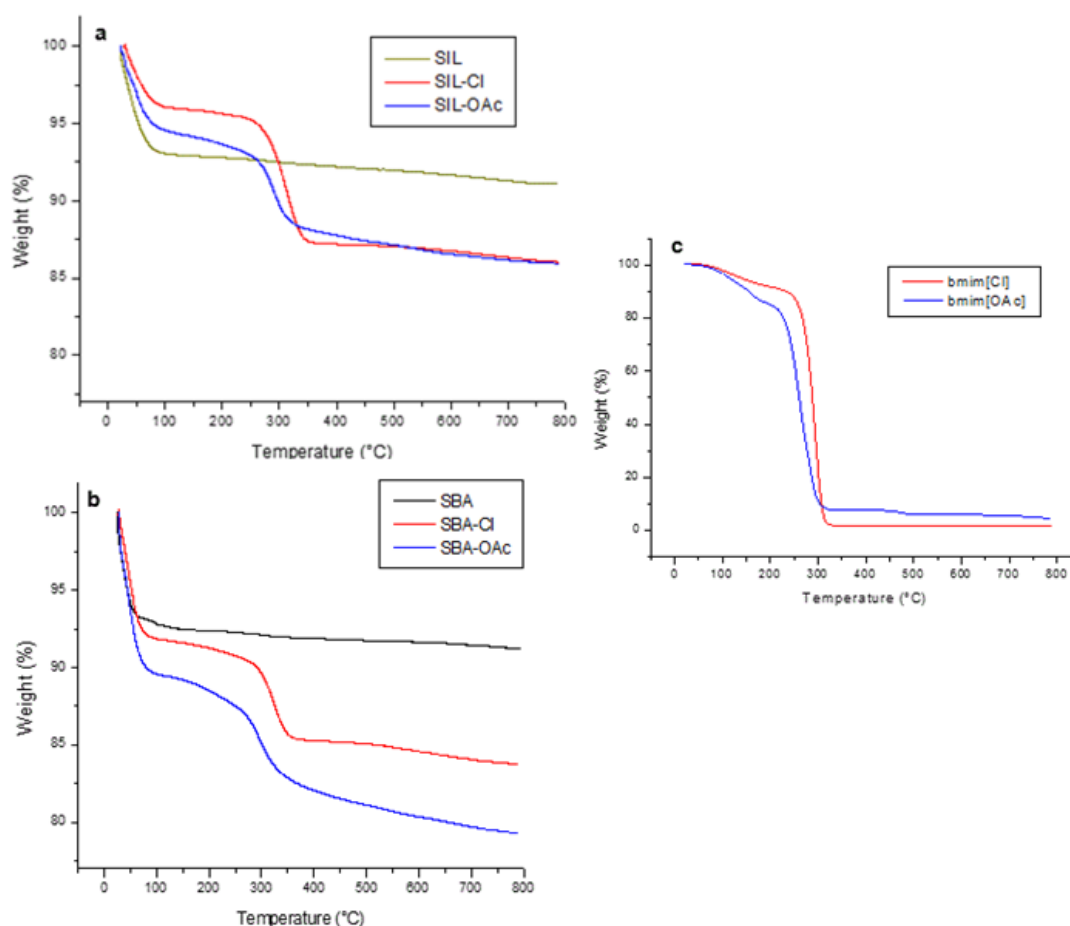 a
SIL
SIL-Cl
SIL-OAc
100
95
90
85
80
Weight (%)
0 100 200 300 400 500 600 700 800
Temperature (°C)
b
SBA
SBA-Cl
SBA-OAc
100
95
90
85
80
Weight (%)
0 100 200 300 400 500 600 700 800
Temperature (°C)
c
bmim[Cl]
bmim[OAc]
100
80
60
40
20
0
Weight (%)
0 100 200 300 400 500 600 700 800
Temperature (°C)